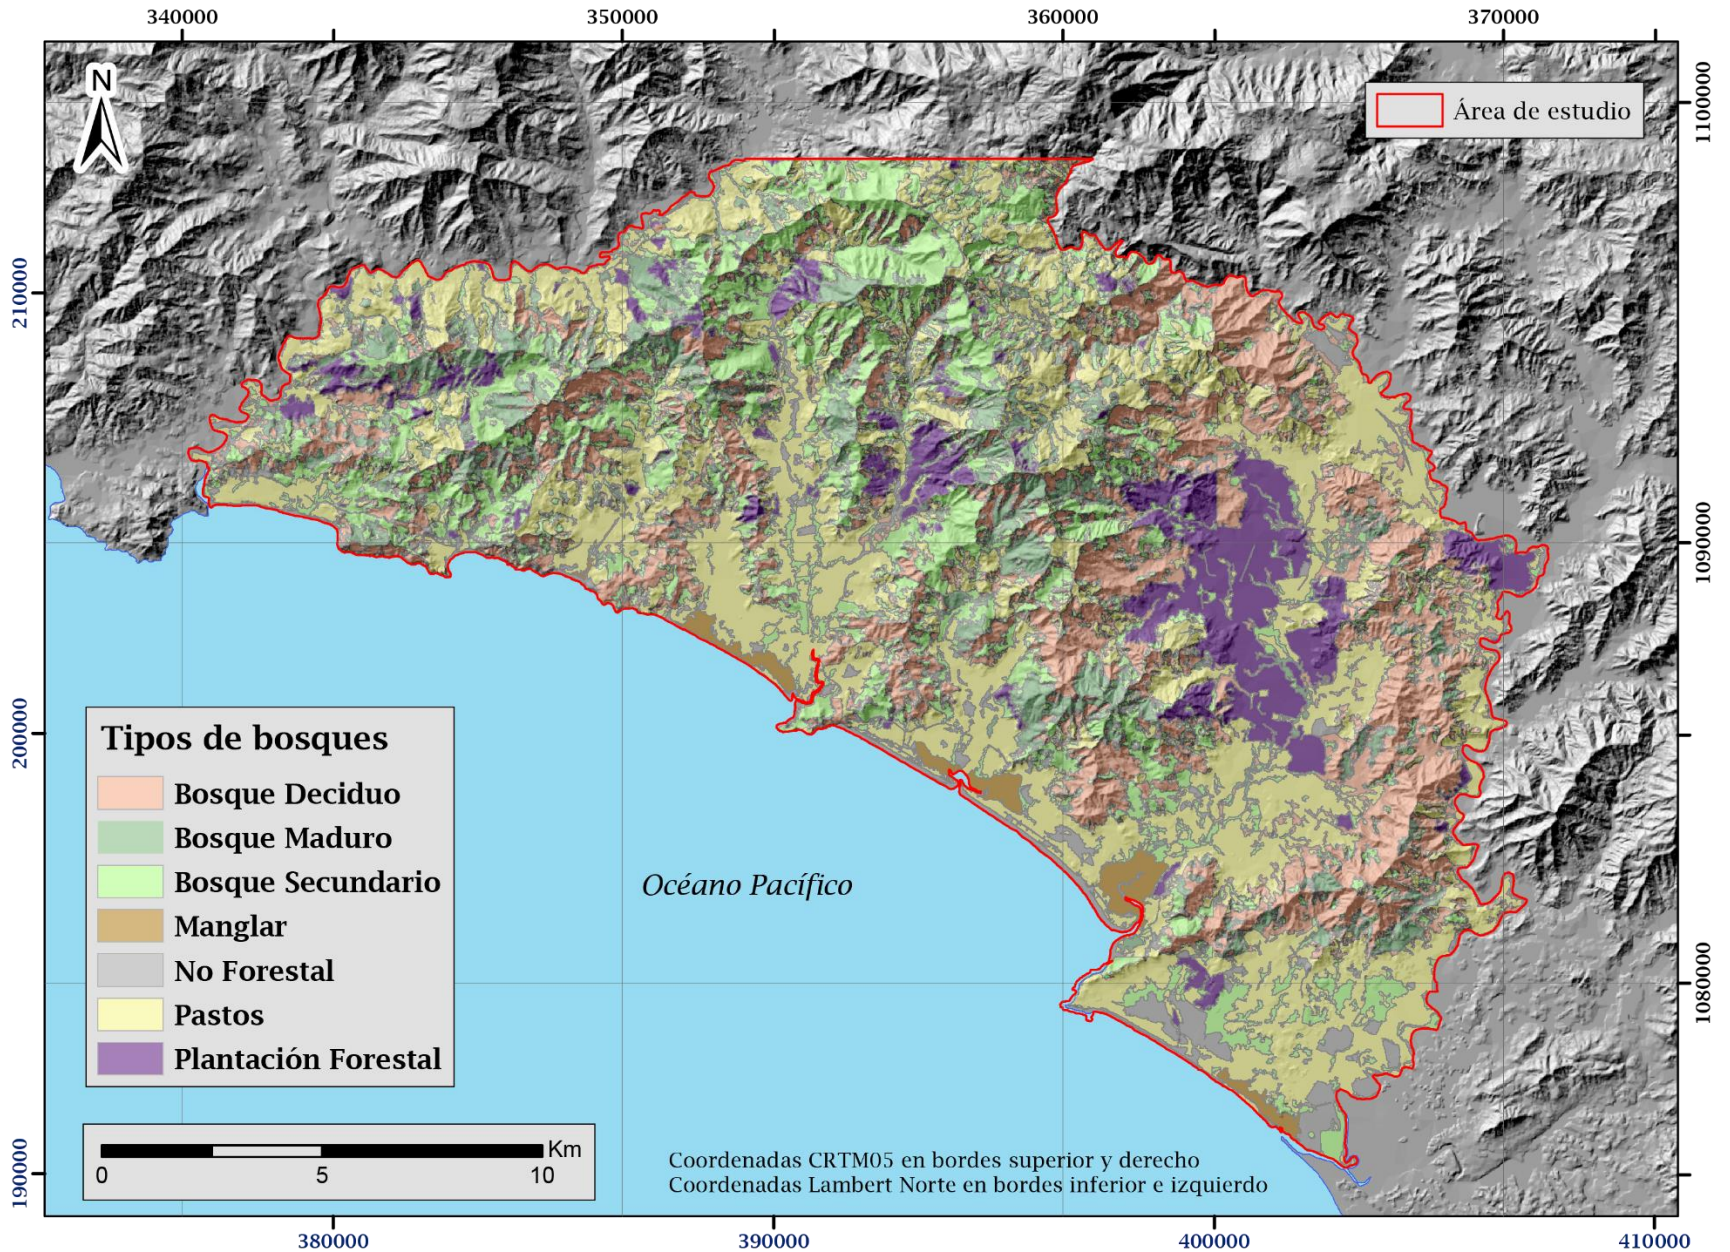 340000
350000
360000
370000
N
Área de estudio
1100000
210000
1090000
200000
Tipos de bosques
Bosque Deciduo
Bosque Maduro
Bosque Secundario
Manglar
No Forestal
Pastos
Plantación Forestal
Océano Pacífico
1080000
Km
0
5
10
Coordenadas CRTM05 en bordes superior y derecho
Coordenadas Lambert Norte en bordes inferior e izquierdo
190000
380000
390000
400000
410000